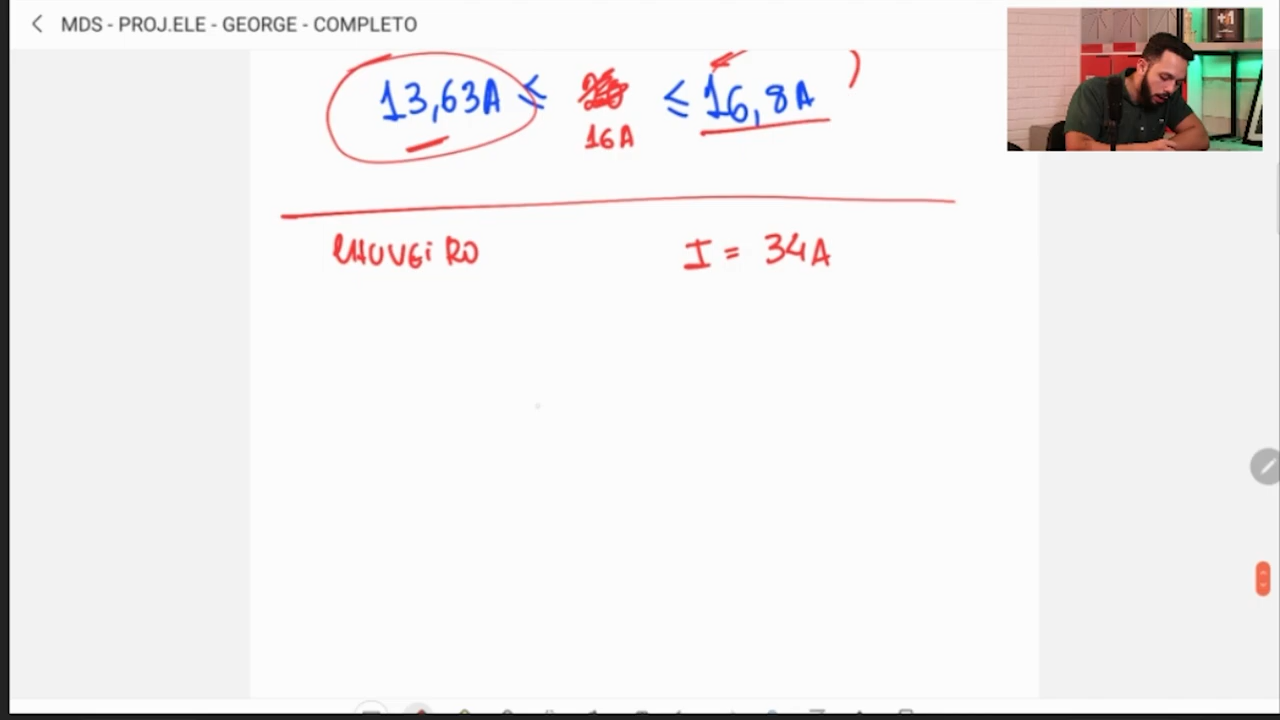 MDS - PROJ.ELE - GEORGE - COMPLETO
13,63A ≤ ≤ 16,8A )
16A
CHUVEIRO I = 34A